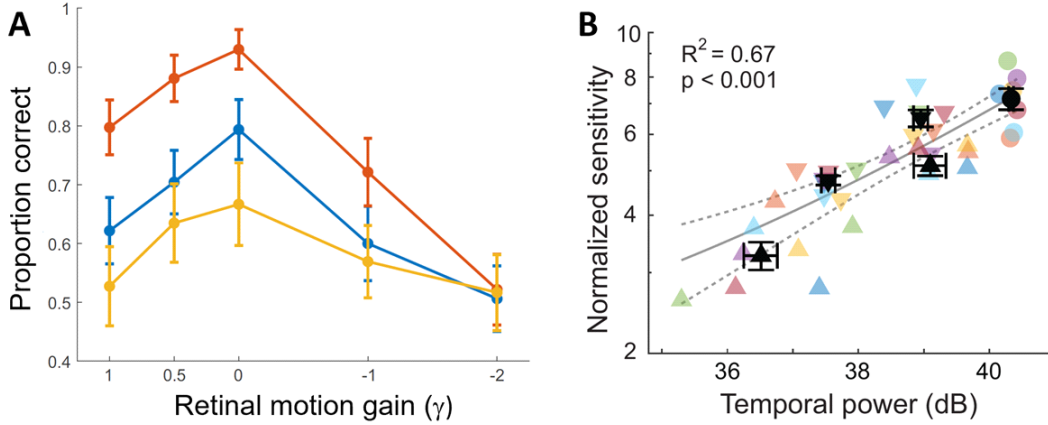 A
Proportion correct
1
0.9
0.8
0.7
0.6
0.5
0.4
1
0.5
0
-1
-2
Retinal motion gain (γ)
B
Normalized sensitivity
10
8
6
4
2
R² = 0.67
p < 0.001
36
38
40
Temporal power (dB)